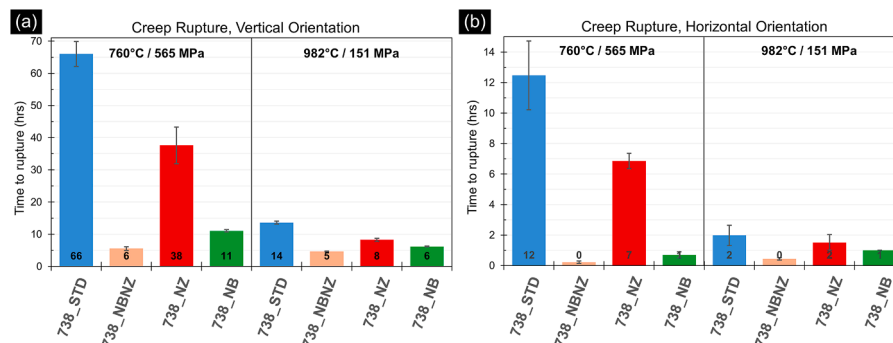 (a)
Creep Rupture, Vertical Orientation
760°C / 565 MPa
982°C / 151 MPa
Time to rupture (hrs)
70
60
50
40
30
20
10
0
66
6
38
11
14
5
8
6
738_STD
738_NBNZ
738_NZ
738_NB
738_STD
738_NBNZ
738_NZ
738_NB
(b)
Creep Rupture, Horizontal Orientation
760°C / 565 MPa
982°C / 151 MPa
Time to rupture (hrs)
14
12
10
8
6
4
2
0
12
0
7
1
2
0
2
1
738_STD
738_NBNZ
738_NZ
738_NB
738_STD
738_NBNZ
738_NZ
738_NB